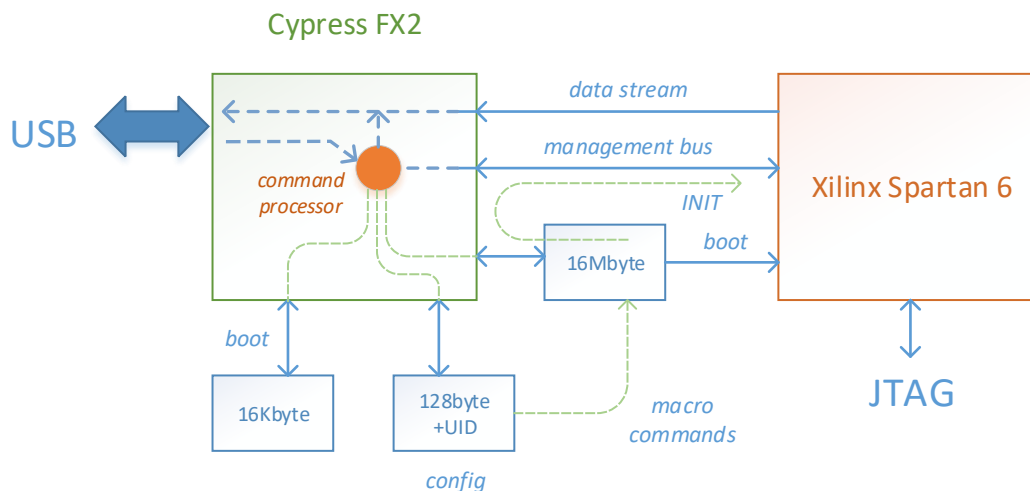 Cypress FX2
USB
data stream
management bus
command
processor
INIT
Xilinx Spartan 6
16Mbyte
boot
boot
16Kbyte
128byte
+UID
macro
commands
JTAG
config